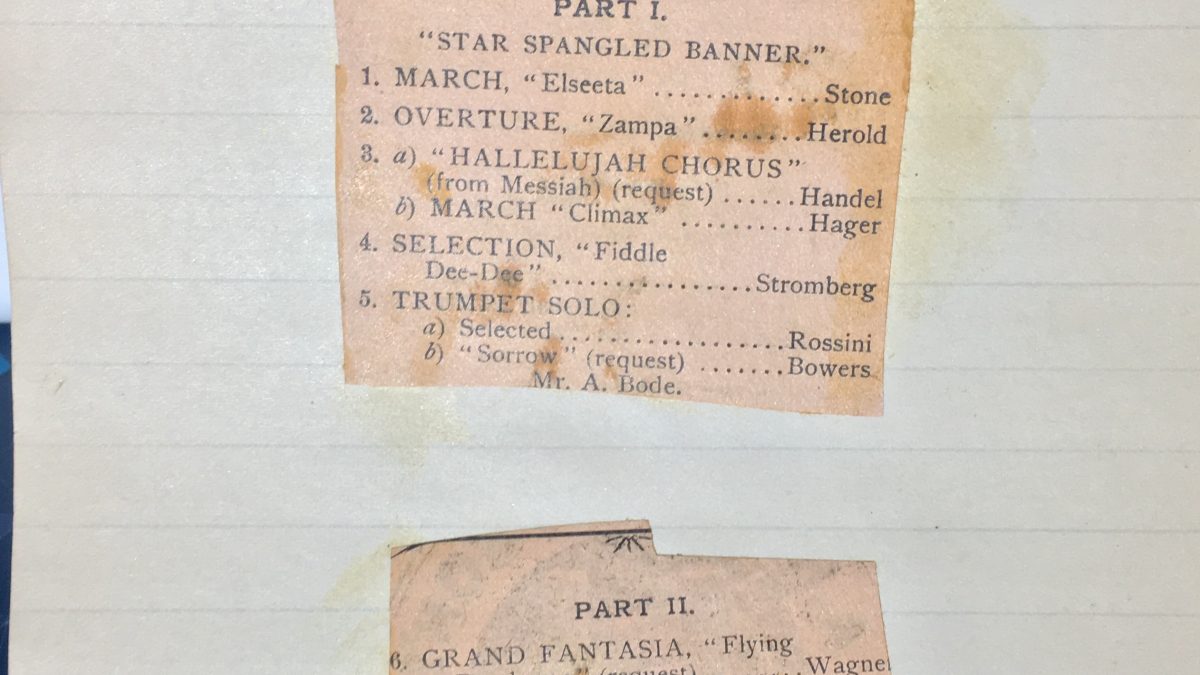 PART I.
"STAR SPANGLED BANNER."
1. MARCH, "Elseeta" .............Stone
2. OVERTURE, "Zampa"........Herold
3. a) "HALLELUJAH CHORUS"
(from Messiah) (request) ......Handel
b) MARCH "Climax" ..........Hager
4. SELECTION, "Fiddle
Dee-Dee" ................Stromberg
5. TRUMPET SOLO:
a) Selected ..................Rossini
b) "Sorrow" (request) .......Bowers
Mr. A. Bode.
PART II.
6. GRAND FANTASIA, "Flying
(request) ....Wagne